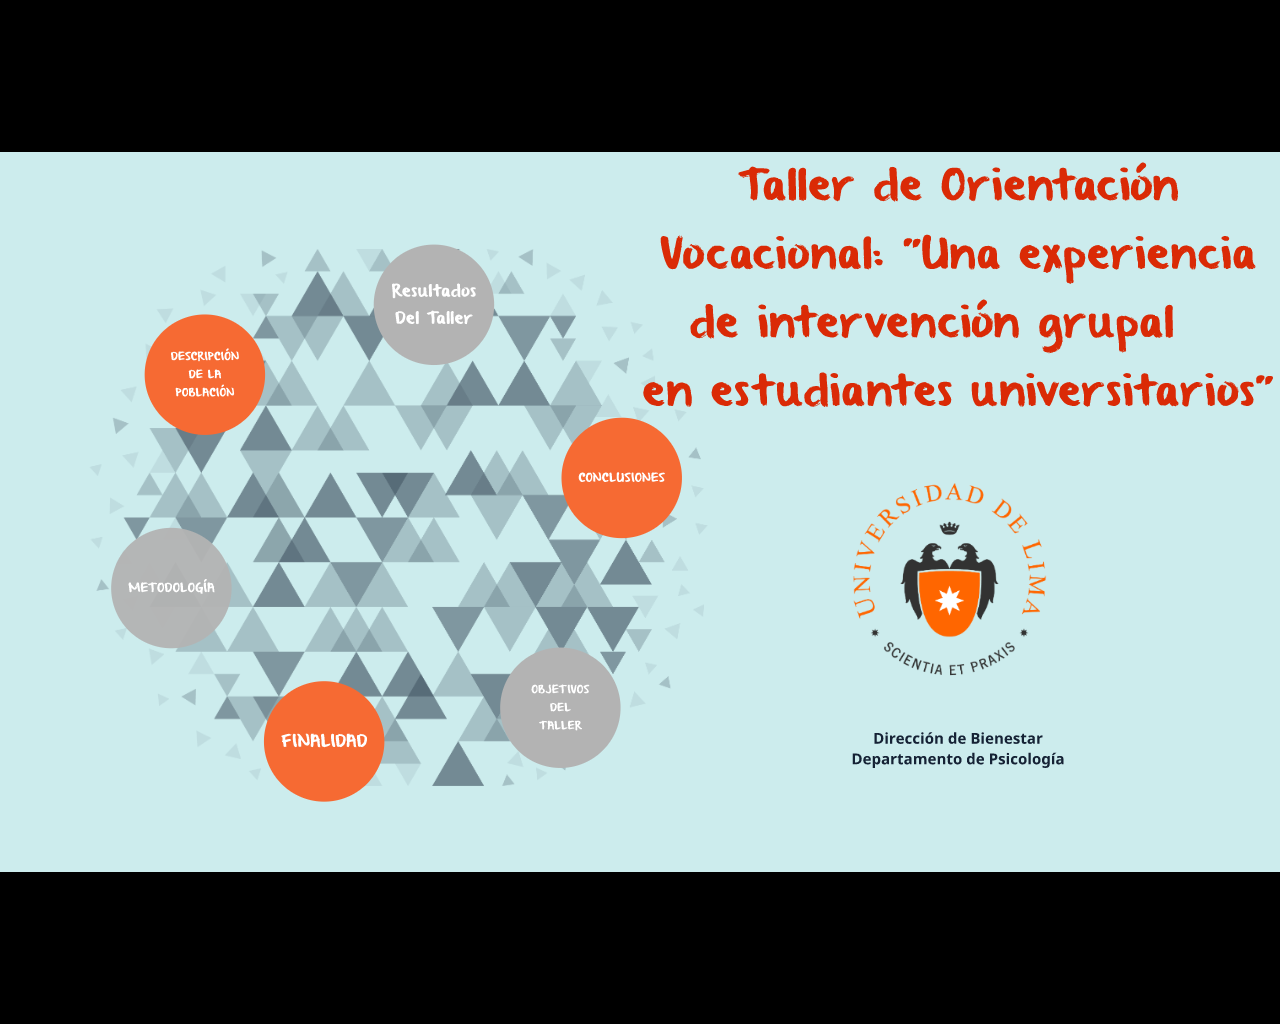 Taller de Orientación
Vocacional: "Una experiencia
de intervención grupal
en estudiantes universitarios"
Resultados
Del Taller
DESCRIPCIÓN
DE LA
POBLACIÓN
CONCLUSIONES
METODOLOGÍA
OBJETIVOS
DEL
TALLER
FINALIDAD
UNIVERSIDAD DE LIMA
SCIENTIA ET PRAXIS
Dirección de Bienestar
Departamento de Psicología